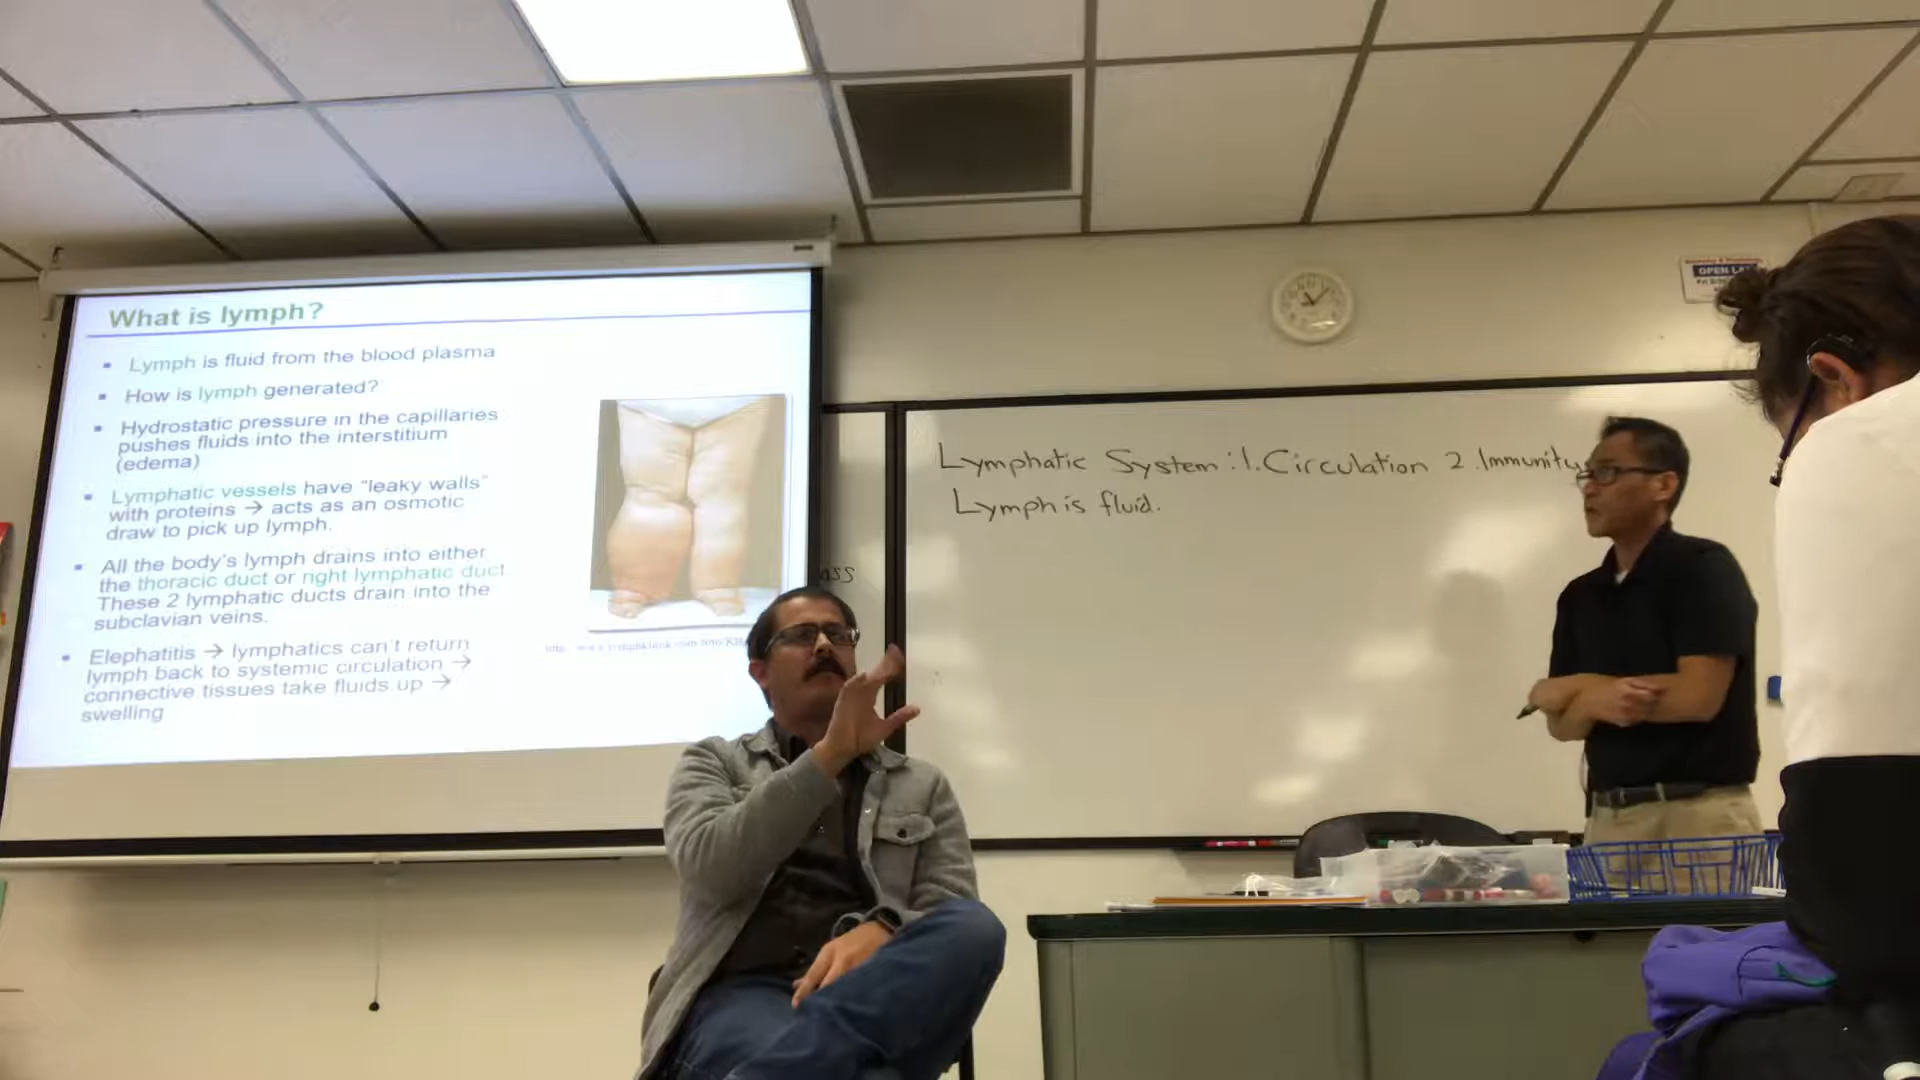 What is lymph?
Lymph is fluid from the blood plasma
How is lymph generated?
Hydrostatic pressure in the capillaries
pushes fluids into the interstitium
(edema)
Lymphatic vessels have "leaky walls"
with proteins → acts as an osmotic
draw to pick up lymph.
All the body's lymph drains into either
the thoracic duct or right lymphatic duct
These 2 lymphatic ducts drain into the
subclavian veins.
Elephatitis → lymphatics can't return
lymph back to systemic circulation →
connective tissues take fluids up →
swelling
Lymphatic System: 1. Circulation 2. Immunity
Lymph is fluid.
OPEN